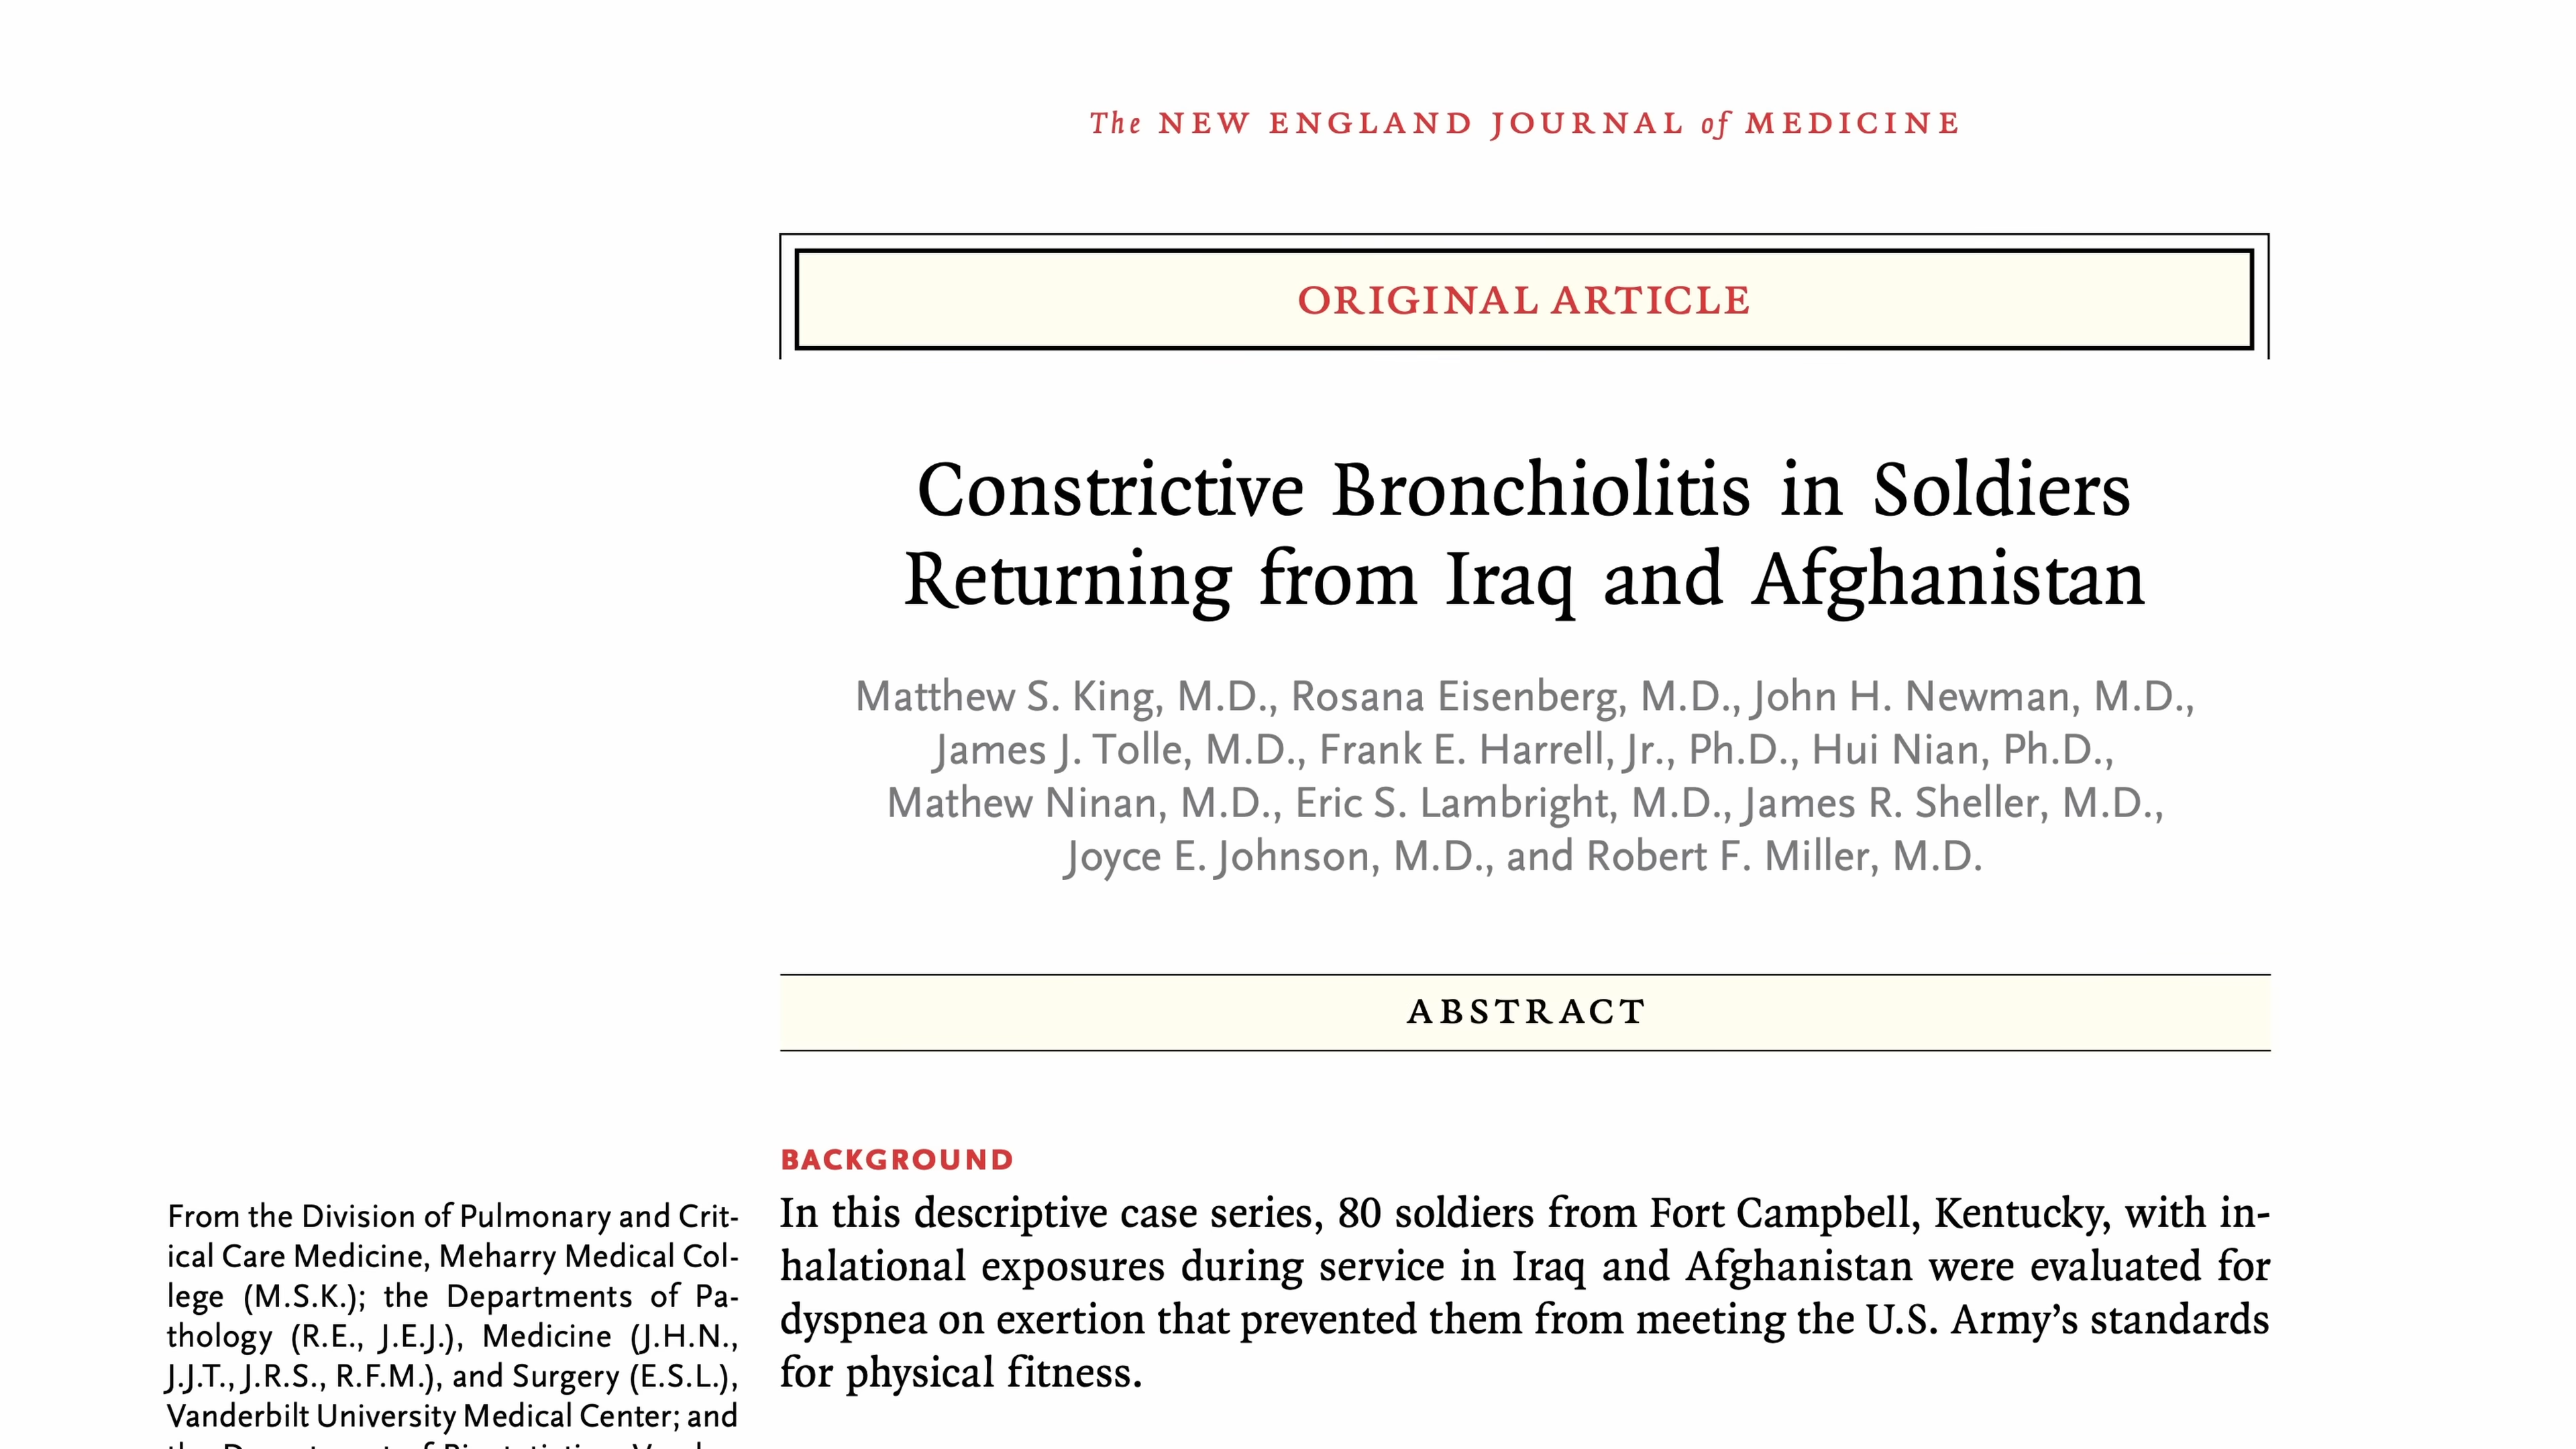 The NEW ENGLAND JOURNAL of MEDICINE
ORIGINAL ARTICLE
Constrictive Bronchiolitis in Soldiers
Returning from Iraq and Afghanistan
Matthew S. King, M.D., Rosana Eisenberg, M.D., John H. Newman, M.D.,
James J. Tolle, M.D., Frank E. Harrell, Jr., Ph.D., Hui Nian, Ph.D.,
Mathew Ninan, M.D., Eric S. Lambright, M.D., James R. Sheller, M.D.,
Joyce E. Johnson, M.D., and Robert F. Miller, M.D.
ABSTRACT
From the Division of Pulmonary and Crit-
ical Care Medicine, Meharry Medical Col-
lege (M.S.K.); the Departments of Pa-
thology (R.E., J.E.J.), Medicine (J.H.N.,
J.J.T., J.R.S., R.F.M.), and Surgery (E.S.L.),
Vanderbilt University Medical Center; and
BACKGROUND
In this descriptive case series, 80 soldiers from Fort Campbell, Kentucky, with in-
halational exposures during service in Iraq and Afghanistan were evaluated for
dyspnea on exertion that prevented them from meeting the U.S. Army’s standards
for physical fitness.